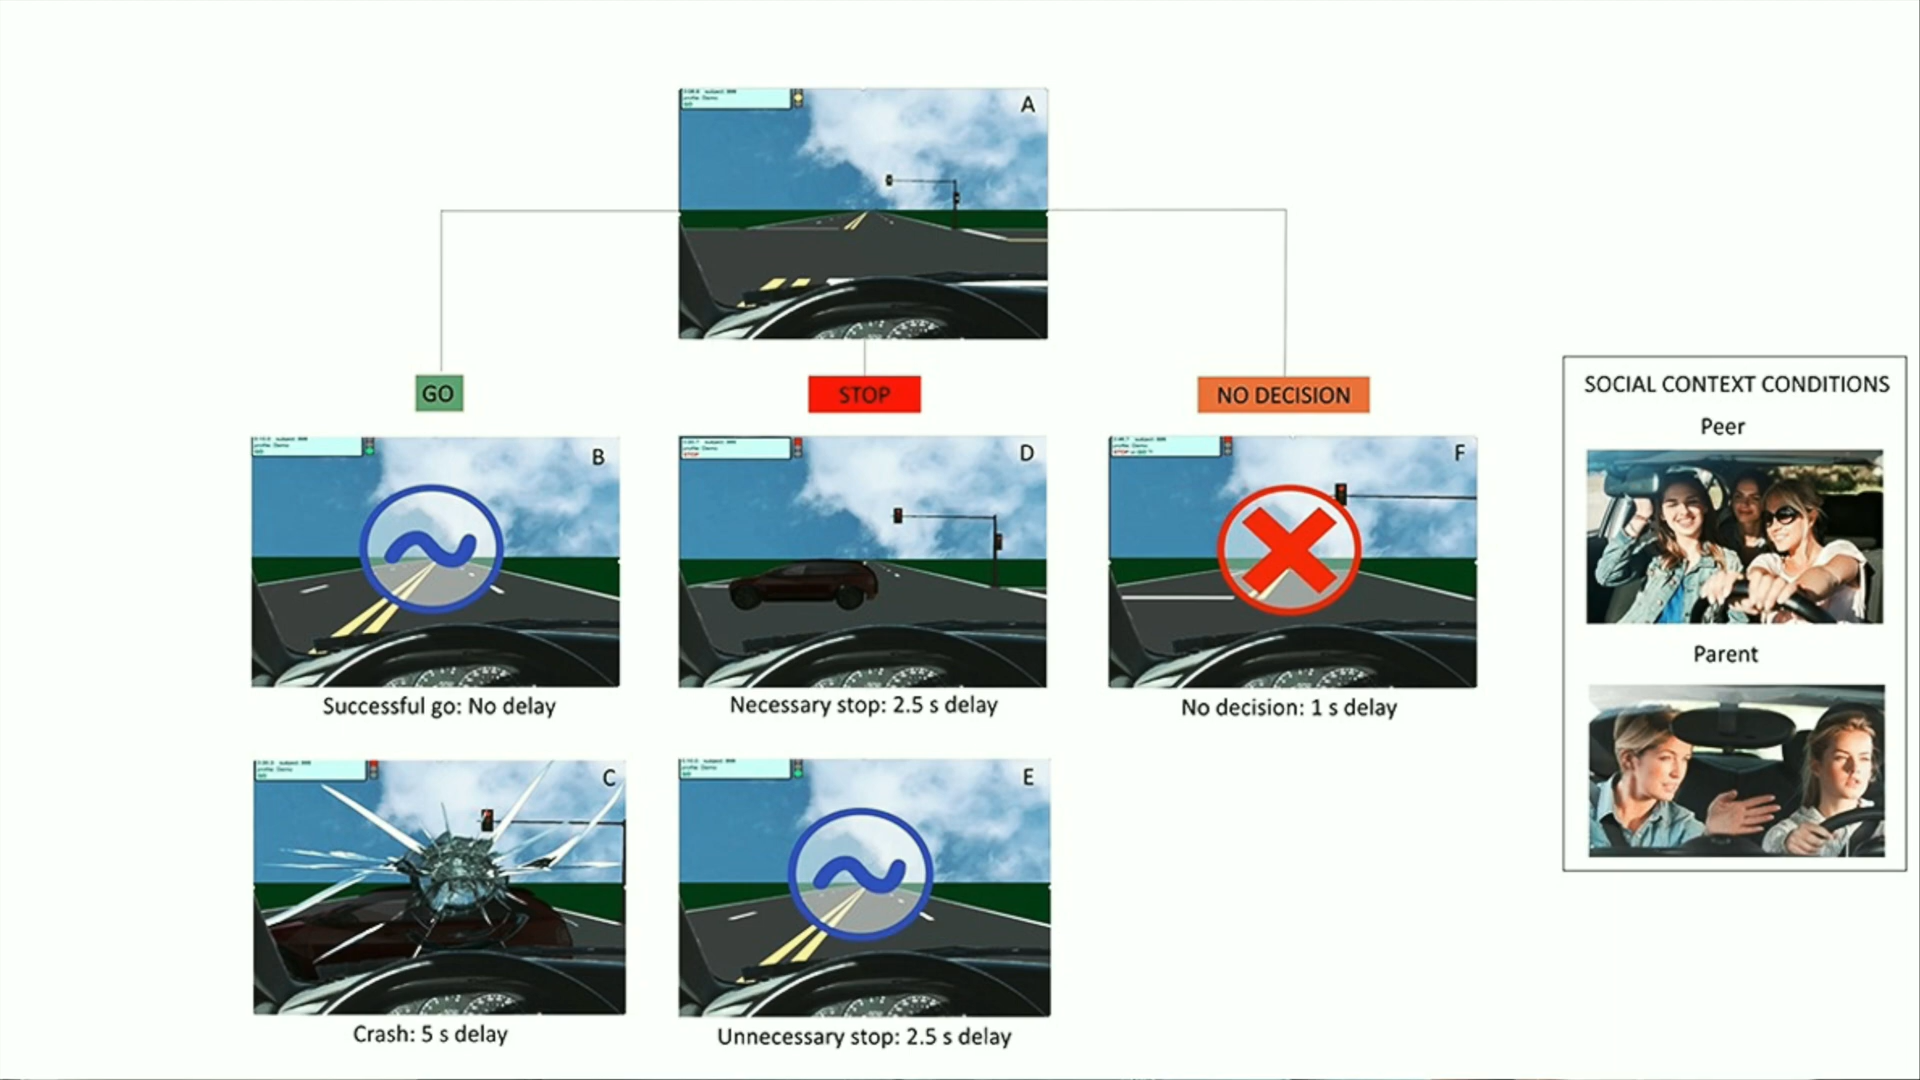 A
GO
STOP
NO DECISION
B
D
F
Successful go: No delay
Necessary stop: 2.5 s delay
No decision: 1 s delay
C
E
Crash: 5 s delay
Unnecessary stop: 2.5 s delay
SOCIAL CONTEXT CONDITIONS
Peer
Parent